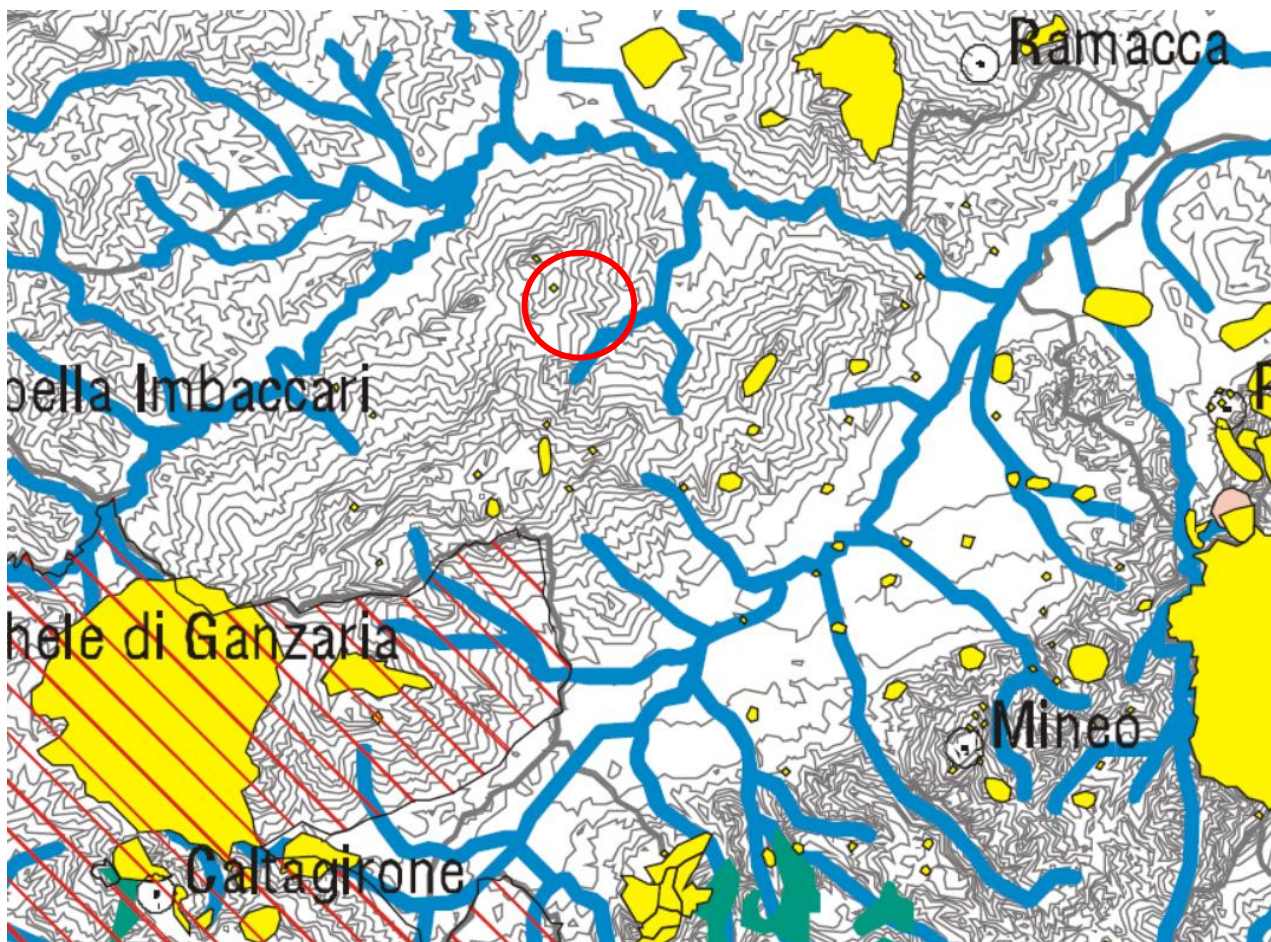 Ramacca
bella Imbaccari
hele di Ganzaria
Mineo
Caltagirone